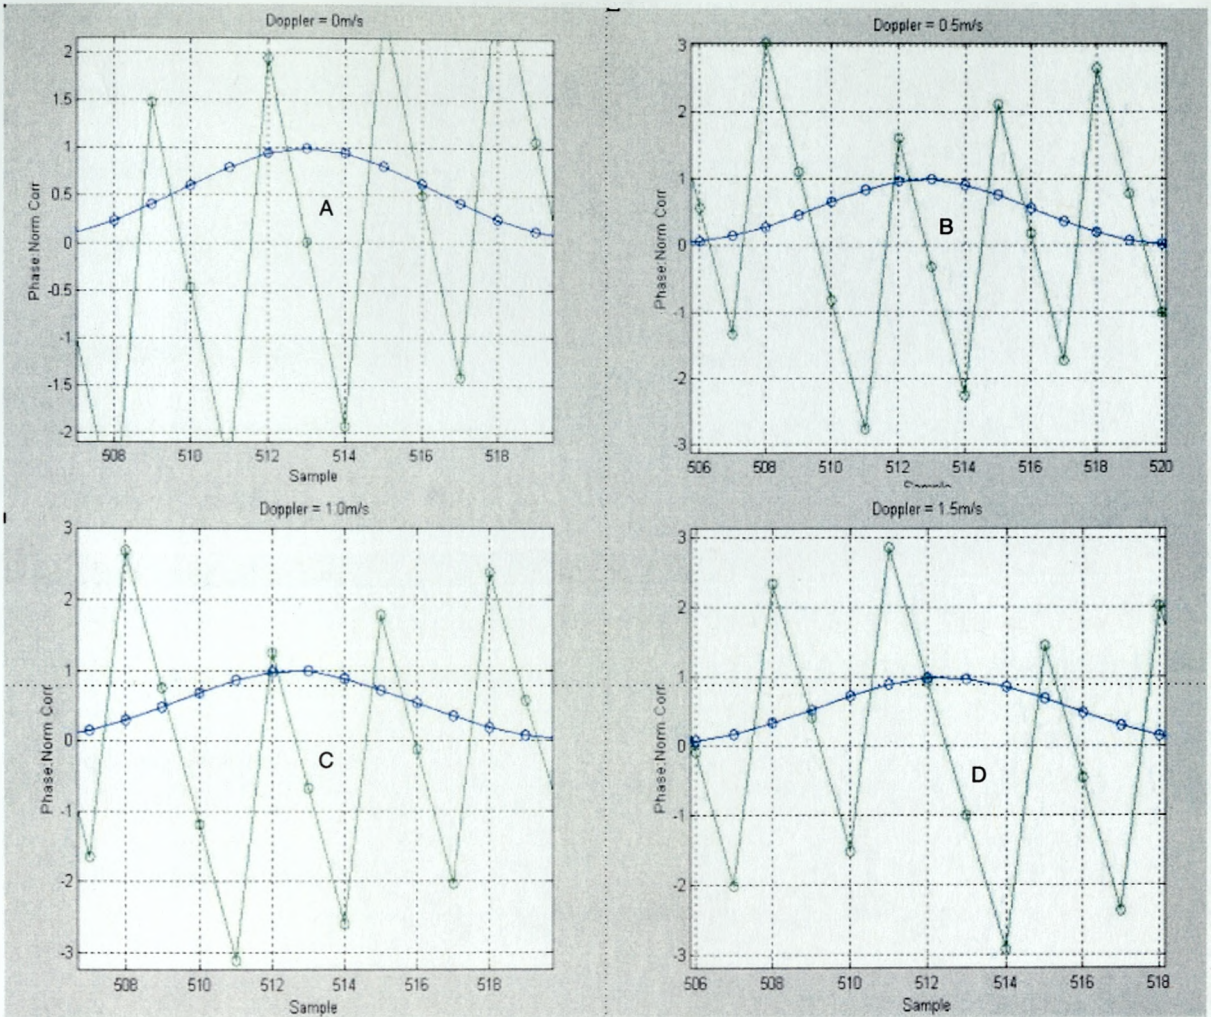 Doppler = 0m/s
2
1.5
1
0.5
0
-0.5
-1
-1.5
-2
Phase:Norm Corr
A
508 510 512 514 516 518
Sample
Doppler = 0.5m/s
3
2
1
0
-1
-2
-3
Phase:Norm Corr
B
506 508 510 512 514 516 518 520
Sample
Doppler = 1.0m/s
3
2
1
0
-1
-2
-3
Phase:Norm Corr
C
508 510 512 514 516 518
Sample
Doppler = 1.5m/s
3
2
1
0
-1
-2
-3
Phase:Norm Corr
D
506 508 510 512 514 516 518
Sample